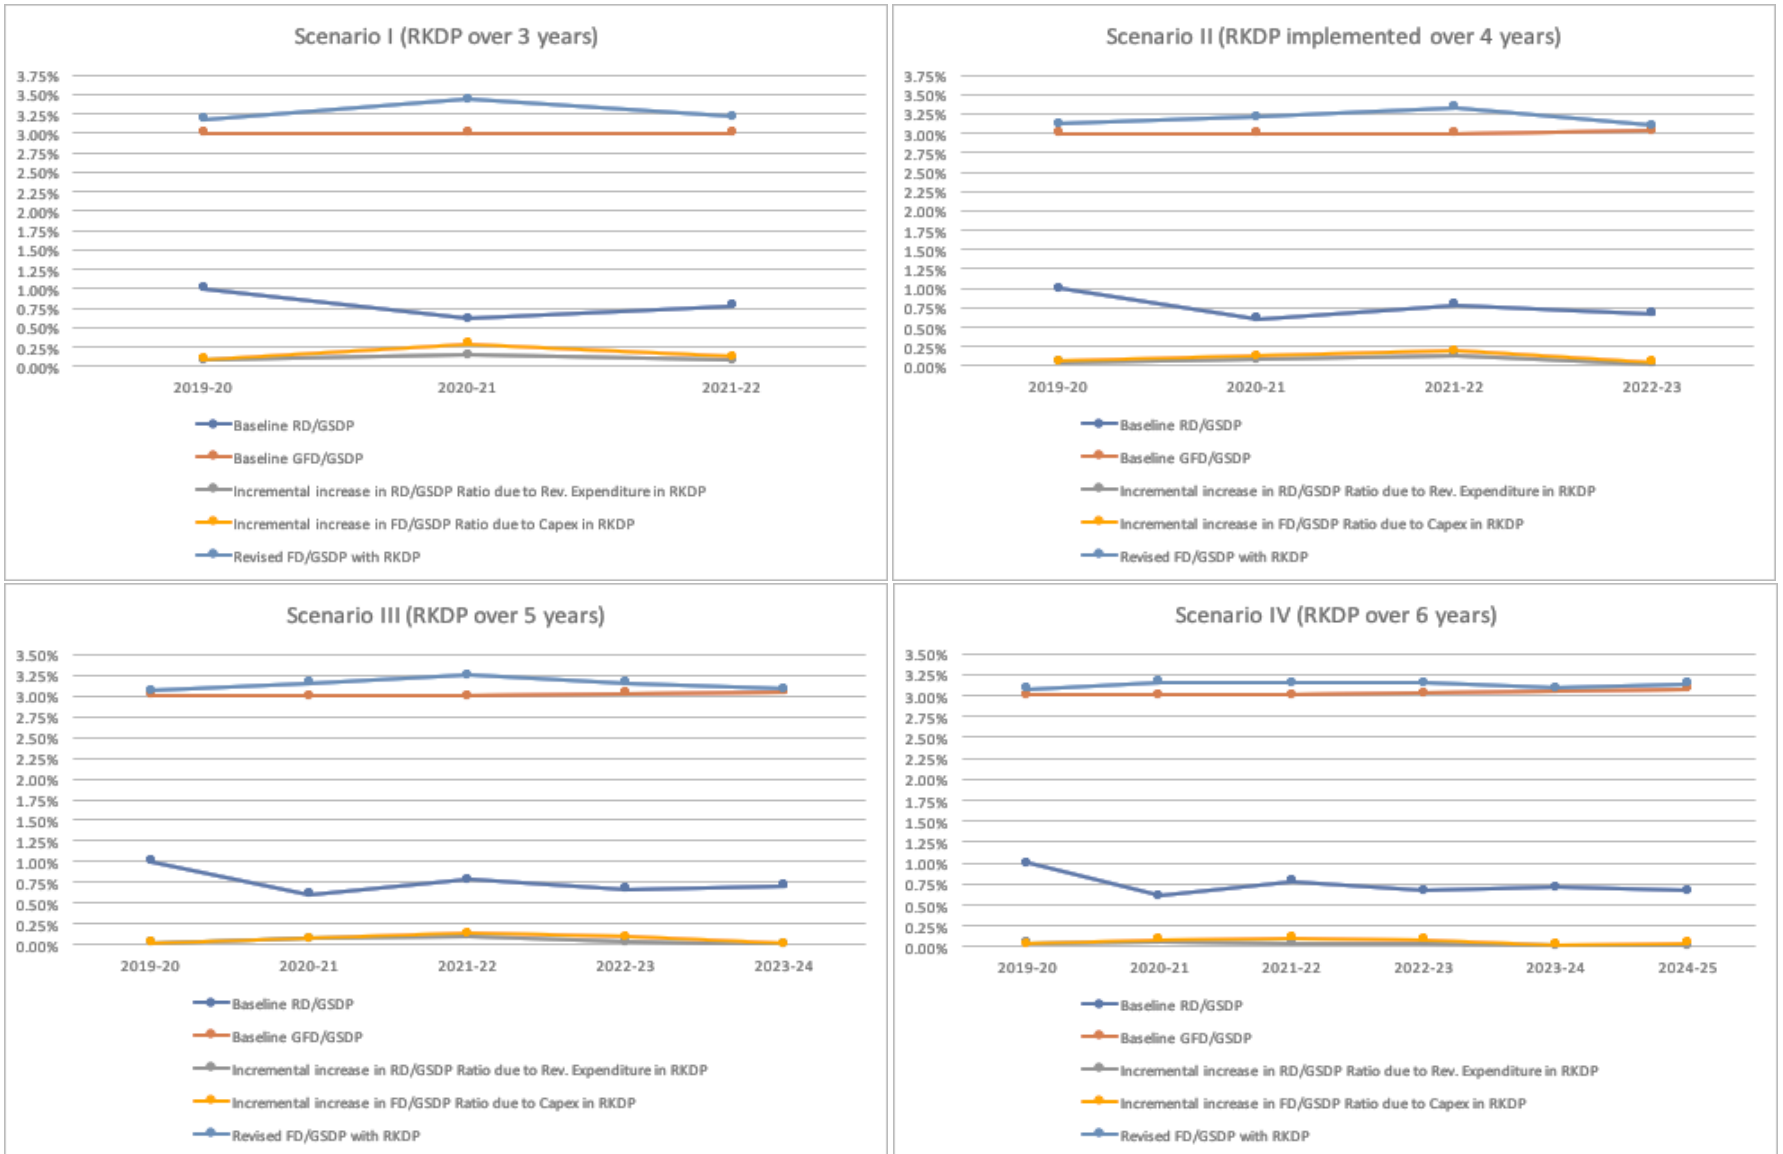 Scenario I (RKDP over 3 years)
3.75%
3.50%
3.25%
3.00%
2.75%
2.50%
2.25%
2.00%
1.75%
1.50%
1.25%
1.00%
0.75%
0.50%
0.25%
0.00%
2019-20 2020-21 2021-22
Baseline RD/GSDP
Baseline GFD/GSDP
Incremental increase in RD/GSDP Ratio due to Rev. Expenditure in RKDP
Incremental increase in FD/GSDP Ratio due to Capex in RKDP
Revised FD/GSDP with RKDP
Scenario II (RKDP implemented over 4 years)
3.75%
3.50%
3.25%
3.00%
2.75%
2.50%
2.25%
2.00%
1.75%
1.50%
1.25%
1.00%
0.75%
0.50%
0.25%
0.00%
2019-20 2020-21 2021-22 2022-23
Baseline RD/GSDP
Baseline GFD/GSDP
Incremental increase in RD/GSDP Ratio due to Rev. Expenditure in RKDP
Incremental increase in FD/GSDP Ratio due to Capex in RKDP
Revised FD/GSDP with RKDP
Scenario III (RKDP over 5 years)
3.50%
3.25%
3.00%
2.75%
2.50%
2.25%
2.00%
1.75%
1.50%
1.25%
1.00%
0.75%
0.50%
0.25%
0.00%
2019-20 2020-21 2021-22 2022-23 2023-24
Baseline RD/GSDP
Baseline GFD/GSDP
Incremental increase in RD/GSDP Ratio due to Rev. Expenditure in RKDP
Incremental increase in FD/GSDP Ratio due to Capex in RKDP
Revised FD/GSDP with RKDP
Scenario IV (RKDP over 6 years)
3.50%
3.25%
3.00%
2.75%
2.50%
2.25%
2.00%
1.75%
1.50%
1.25%
1.00%
0.75%
0.50%
0.25%
0.00%
2019-20 2020-21 2021-22 2022-23 2023-24 2024-25
Baseline RD/GSDP
Baseline GFD/GSDP
Incremental increase in RD/GSDP Ratio due to Rev. Expenditure in RKDP
Incremental increase in FD/GSDP Ratio due to Capex in RKDP
Revised FD/GSDP with RKDP